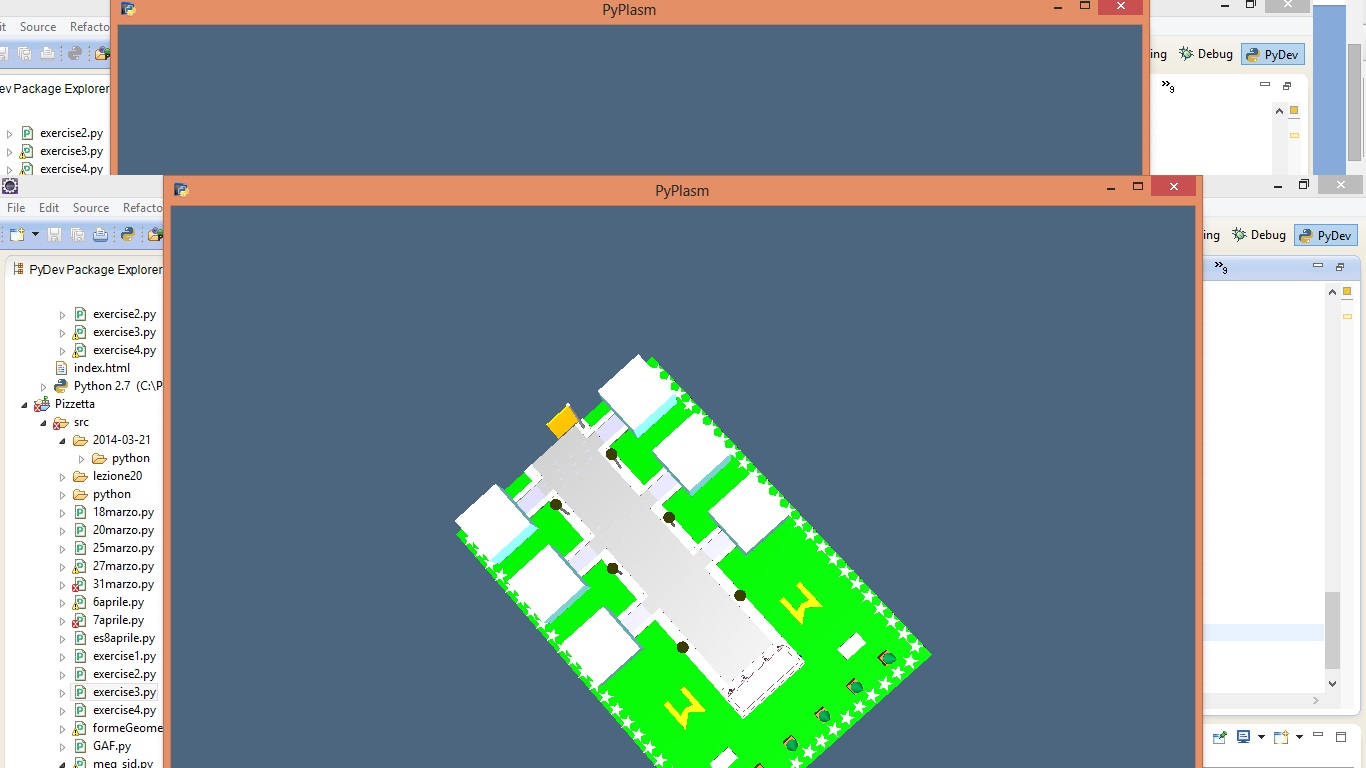 PyPlasm
it Source Refacto
ing Debug PyDev
ev Package Explorer
9
exercise2.py
exercise3.py
exercise4.py
PyPlasm
File Edit Source Refacto
ing Debug PyDev
PyDev Package Explorer
9
exercise2.py
exercise3.py
exercise4.py
index.html
Python 2.7 (C:\P
Pizzetta
src
2014-03-21
python
lezione20
python
18marzo.py
20marzo.py
25marzo.py
27marzo.py
31marzo.py
6aprile.py
7aprile.py
es8aprile.py
exercise1.py
exercise2.py
exercise3.py
exercise4.py
formeGeome
GAF.py
meg_sid.py